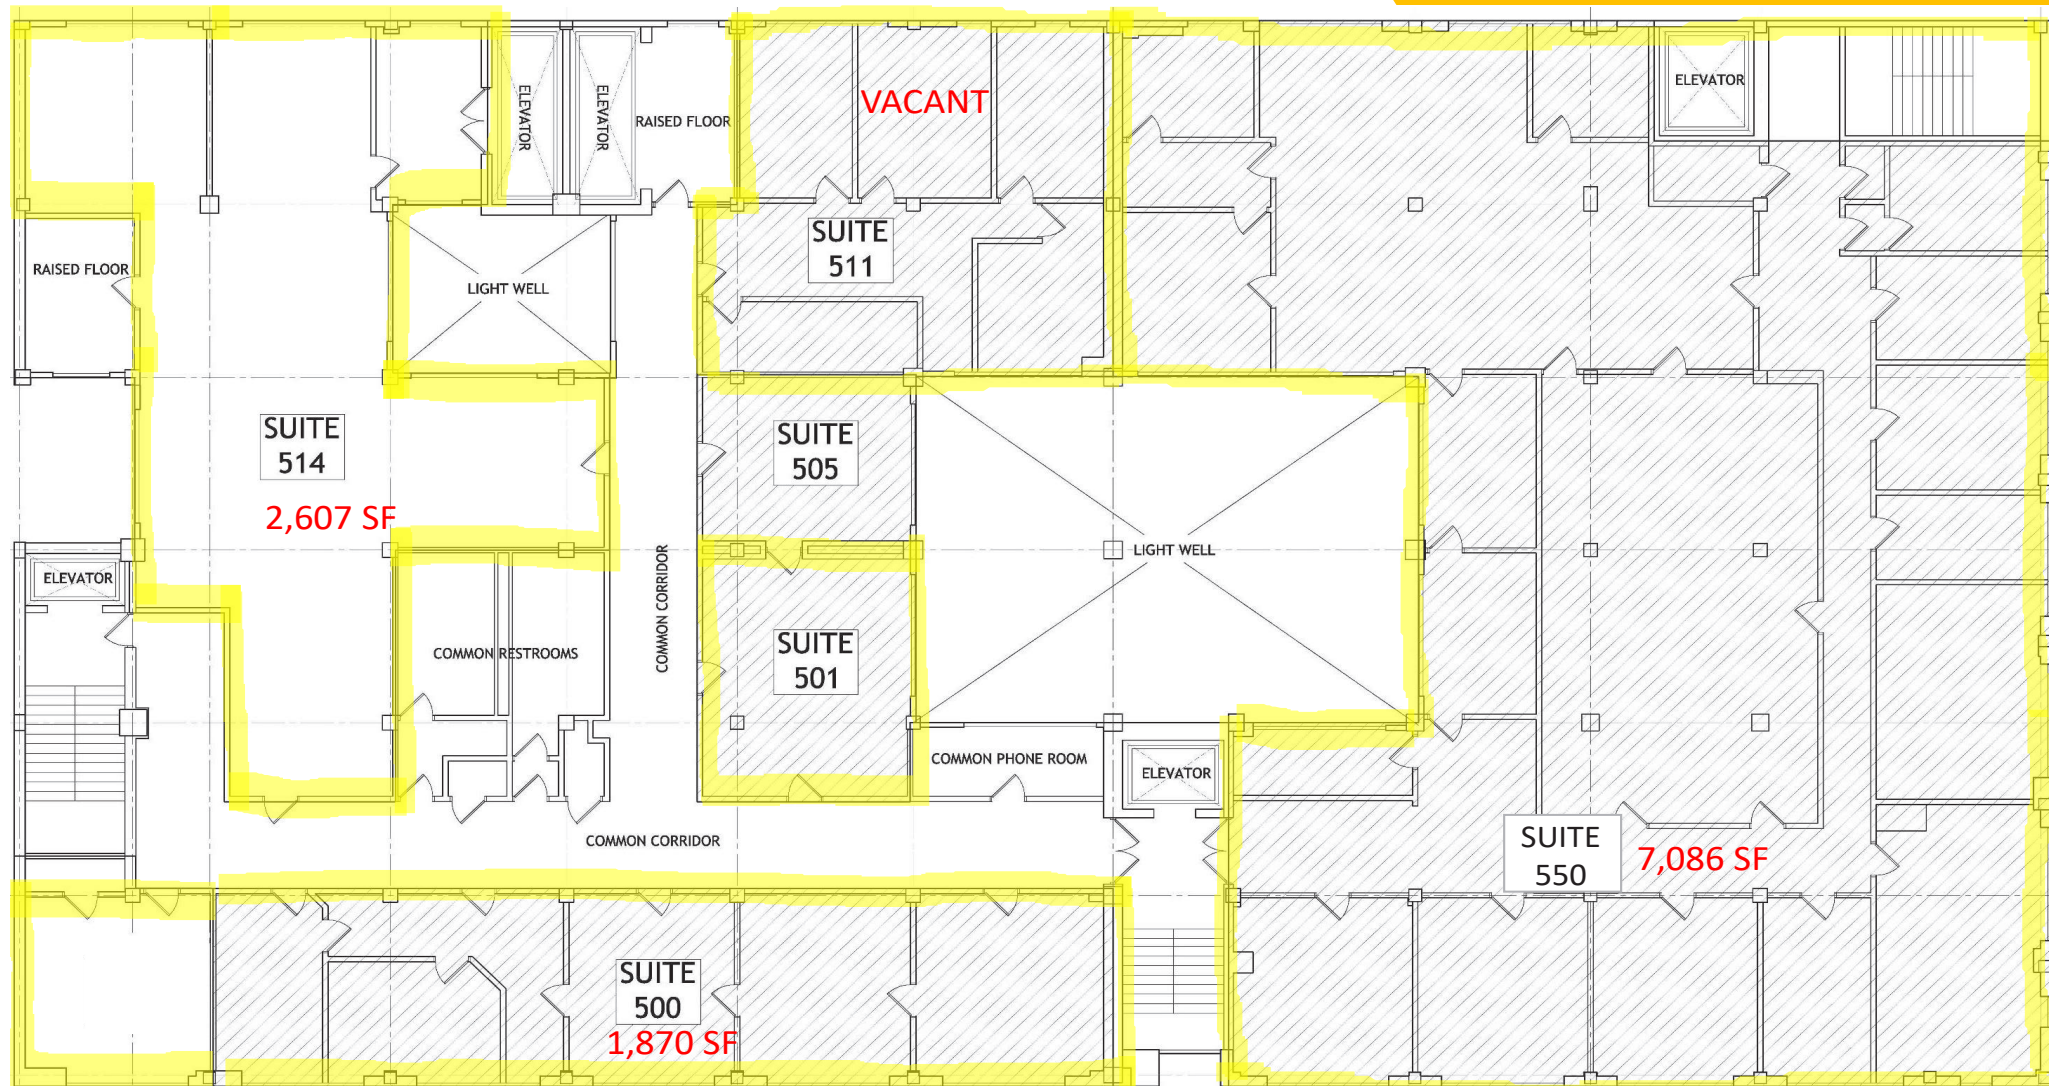 ELEVATOR
ELEVATOR
RAISED FLOOR
VACANT
ELEVATOR
RAISED FLOOR
LIGHT WELL
SUITE
511
SUITE
514
2,607 SF
SUITE
505
LIGHT WELL
ELEVATOR
COMMON RESTROOMS
COMMON CORRIDOR
SUITE
501
COMMON PHONE ROOM
ELEVATOR
COMMON CORRIDOR
SUITE
550
7,086 SF
SUITE
500
1,870 SF